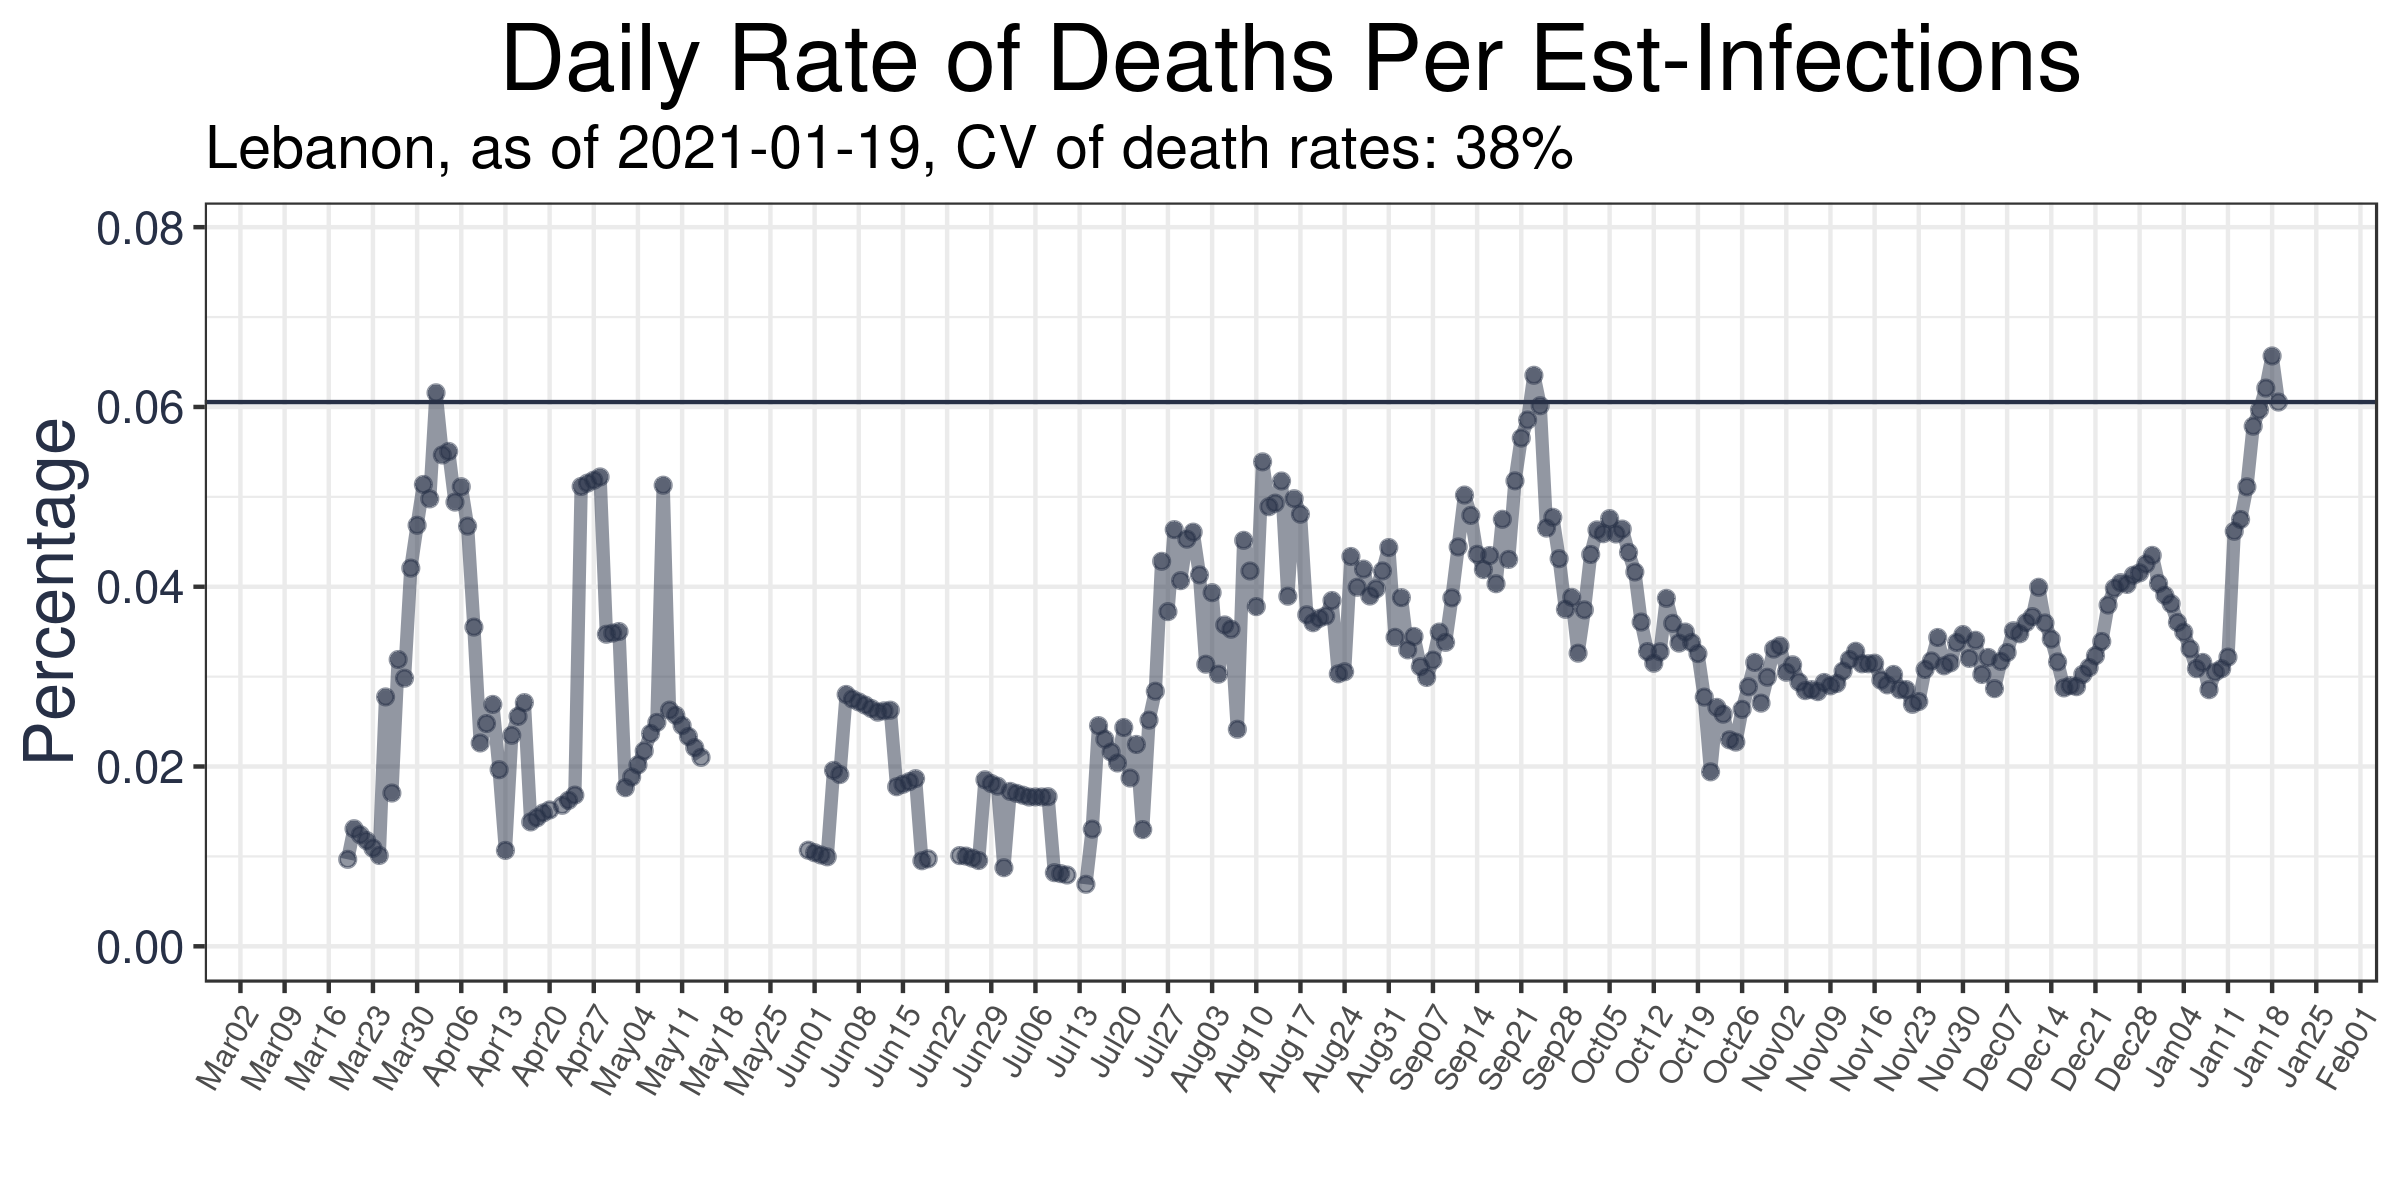 Daily Rate of Deaths Per Est-Infections
Lebanon, as of 2021-01-19, CV of death rates: 38%
Percentage
0.08
0.06
0.04
0.02
0.00
Mar02 Mar09 Mar16 Mar23 Mar30 Apr06 Apr13 Apr20 Apr27 May04 May11 May18 May25 Jun01 Jun08 Jun15 Jun22 Jun29 Jul06 Jul13 Jul20 Jul27 Aug03 Aug10 Aug17 Aug24 Aug31 Sep07 Sep14 Sep21 Sep28 Oct05 Oct12 Oct19 Oct26 Nov02 Nov09 Nov16 Nov23 Nov30 Dec07 Dec14 Dec21 Dec28 Jan04 Jan11 Jan18 Jan25 Feb01